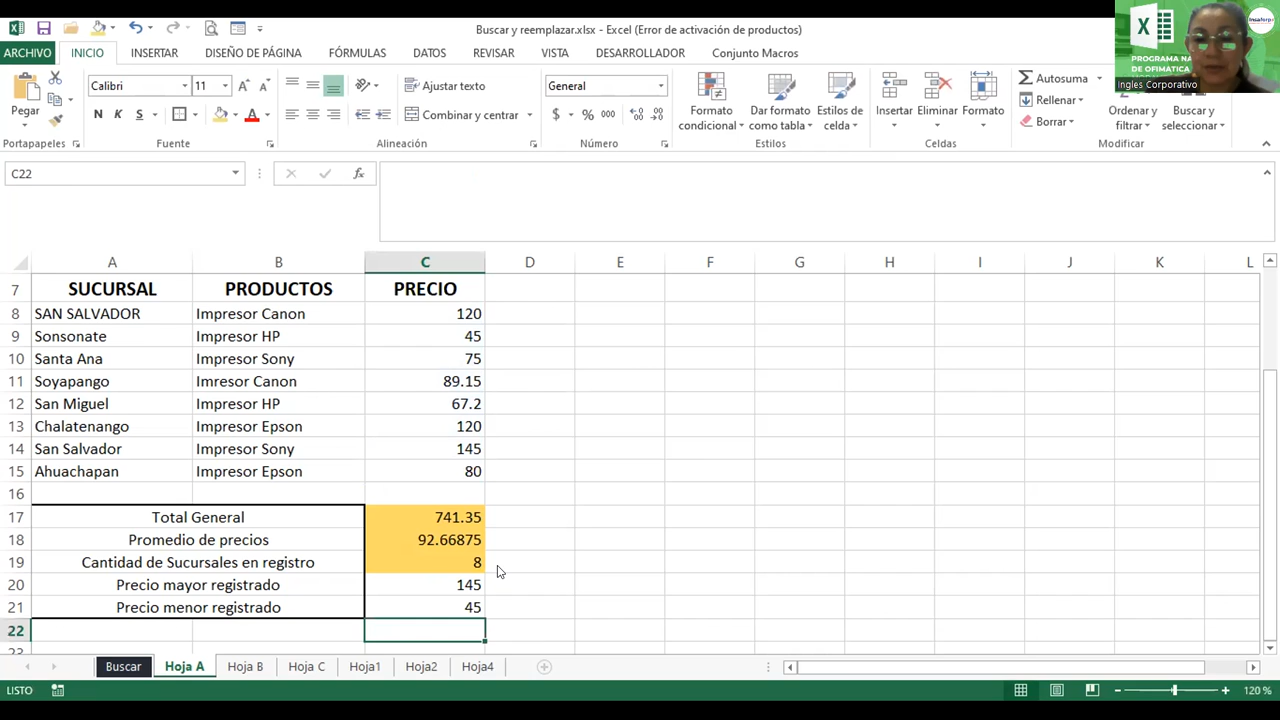 Buscar y reemplazar.xlsx - Excel (Error de activación de productos)
ARCHIVO INICIO INSERTAR DISEÑO DE PÁGINA FÓRMULAS DATOS REVISAR VISTA DESARROLLADOR Conjunto Macros
PROGRAMA
DE OFIMATICA
Ingles Corporativo
Pegar
Calibri 11
N K S
Ajustar texto
Combinar y centrar
General
$ % 000
Formato condicional
Dar formato como tabla
Estilos de celda
Insertar Eliminar Formato
Autosuma
Rellenar
Borrar
Ordenar y filtrar
Buscar y seleccionar
Portapapeles Fuente Alineación Número Estilos Celdas Modificar
C22 fx
A B C D E F G H I J K L
7 SUCURSAL PRODUCTOS PRECIO
8 SAN SALVADOR Impresor Canon 120
9 Sonsonate Impresor HP 45
10 Santa Ana Impresor Sony 75
11 Soyapango Imresor Canon 89.15
12 San Miguel Impresor HP 67.2
13 Chalatenango Impresor Epson 120
14 San Salvador Impresor Sony 145
15 Ahuachapan Impresor Epson 80
16
17 Total General 741.35
18 Promedio de precios 92.66875
19 Cantidad de Sucursales en registro 8
20 Precio mayor registrado 145
21 Precio menor registrado 45
22
23
Buscar Hoja A Hoja B Hoja C Hoja1 Hoja2 Hoja4
LISTO 120 %